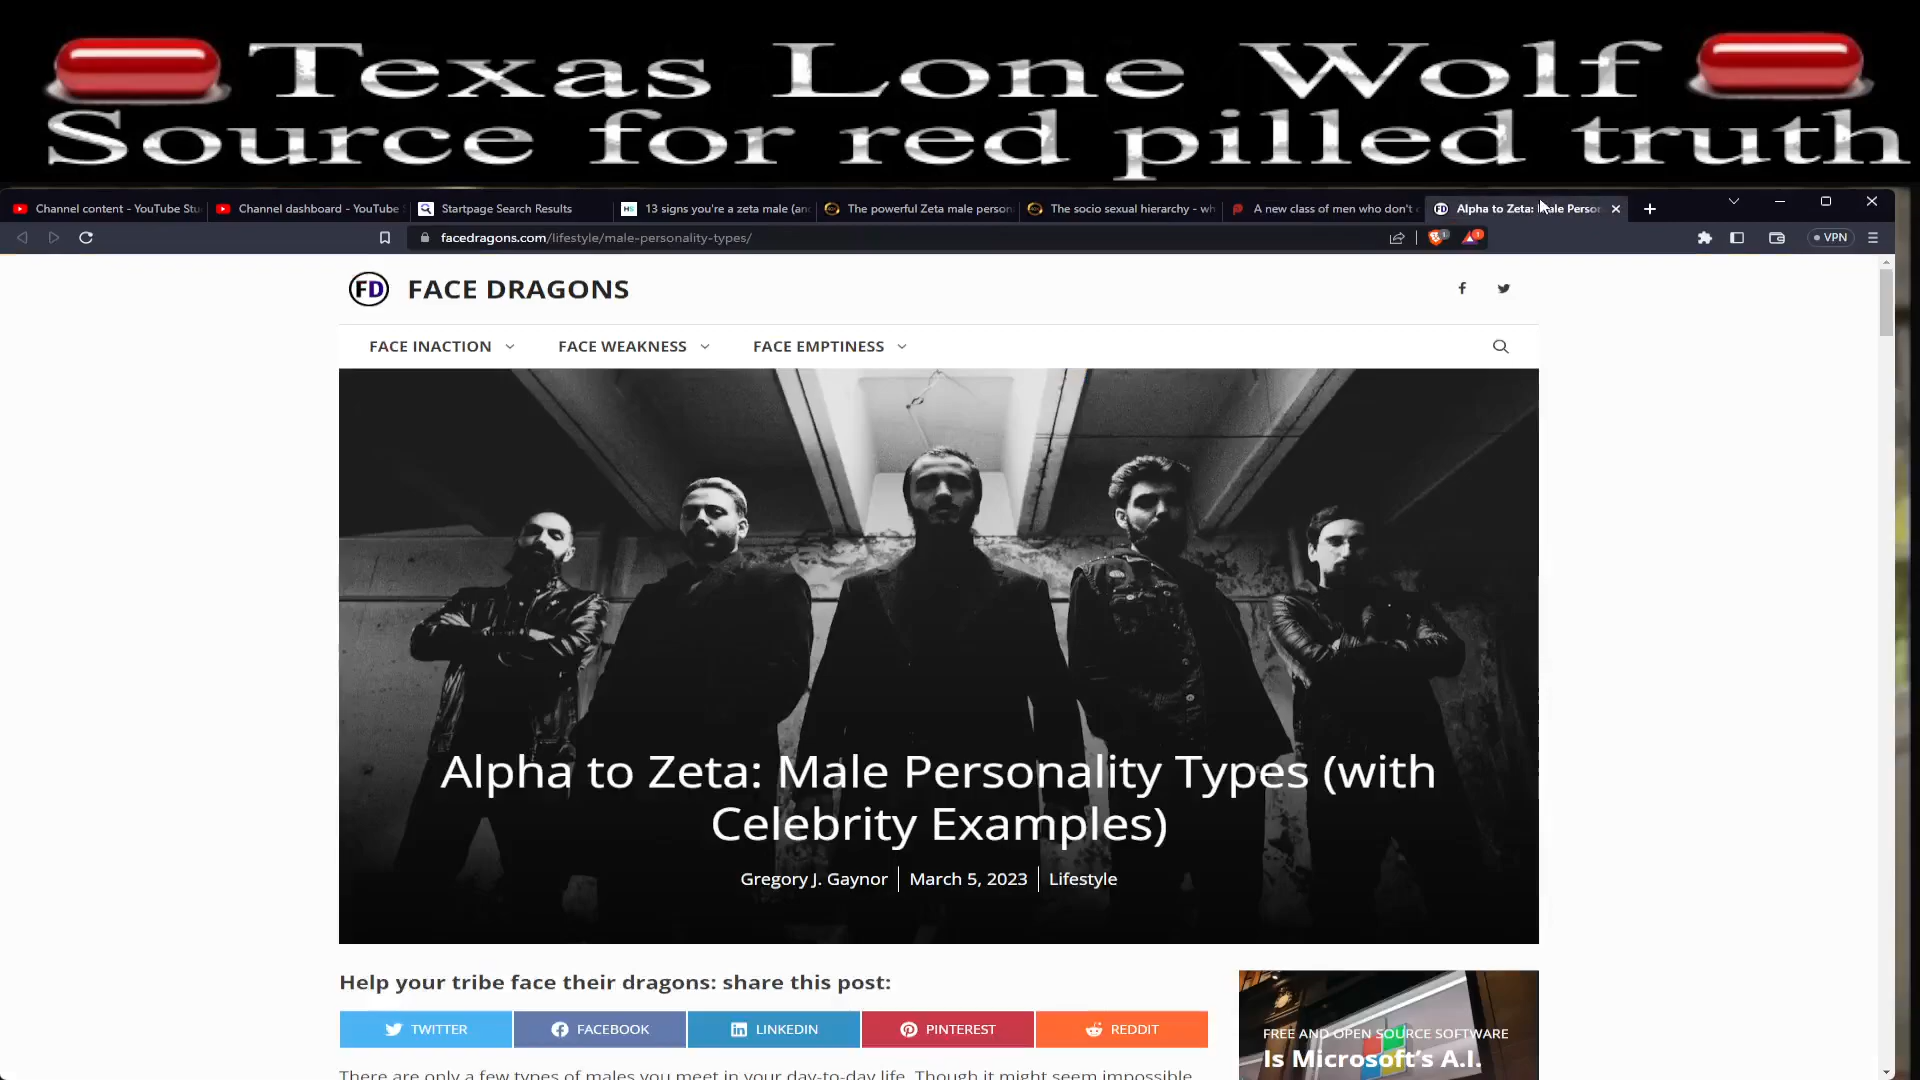 Texas Lone Wolf
Source for red pilled truth
Channel content - YouTube Stu
Channel dashboard - YouTube
Startpage Search Results
13 signs you're a zeta male (an
The powerful Zeta male person
The socio sexual hierarchy - wh
A new class of men who don't
FD
Alpha to Zeta: Male Person
facedragons.com/lifestyle/male-personality-types/
1
1
VPN
FD
FACE DRAGONS
FACE INACTION
FACE WEAKNESS
FACE EMPTINESS
Alpha to Zeta: Male Personality Types (with
Celebrity Examples)
Gregory J. Gaynor
March 5, 2023
Lifestyle
Help your tribe face their dragons: share this post:
TWITTER
FACEBOOK
LINKEDIN
PINTEREST
REDDIT
FREE AND OPEN SOURCE SOFTWARE
Is Microsoft's A.I.
There are only a few types of males you meet in your day-to-day life. Though it might seem impossible